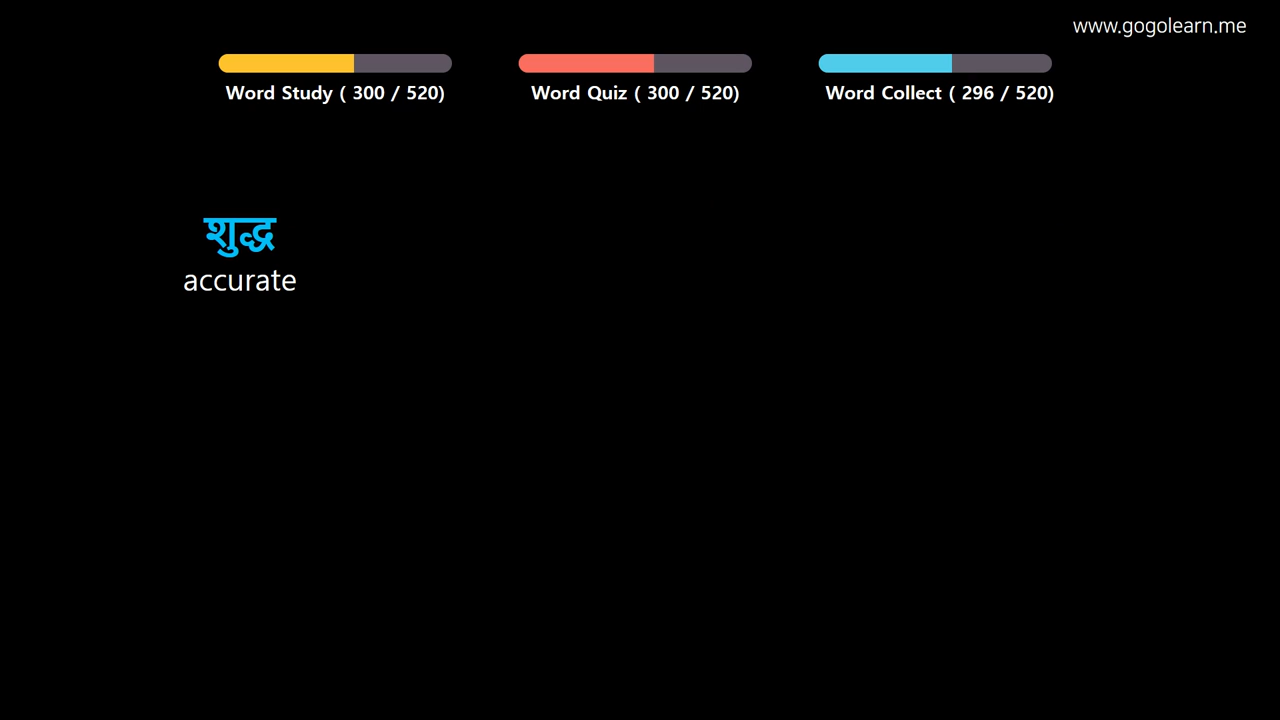 www.gogolearn.me
Word Study ( 300 / 520)
Word Quiz ( 300 / 520)
Word Collect ( 296 / 520)
शुद्ध
accurate